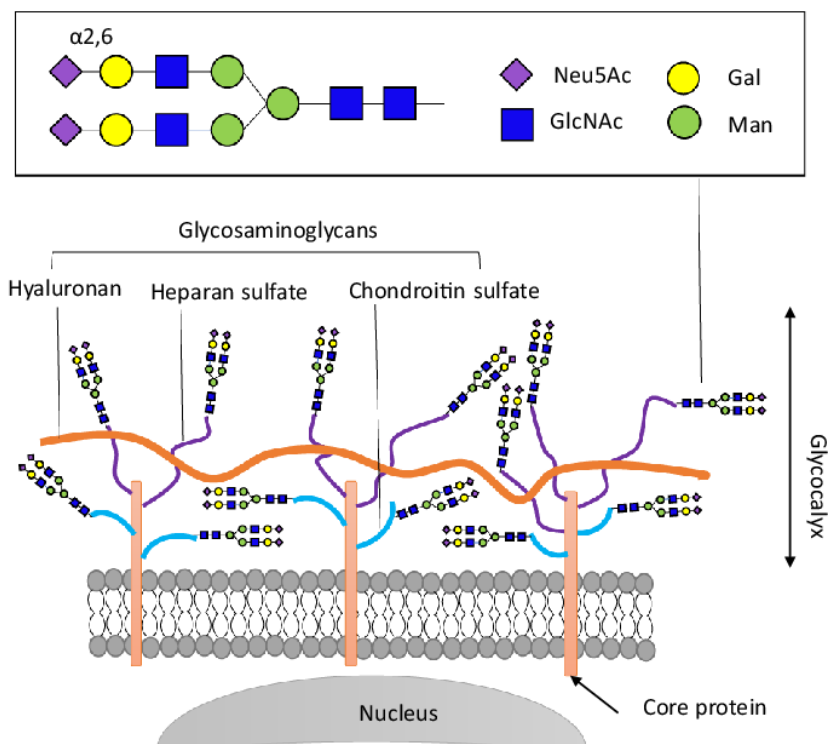 α2,6
Neu5Ac
Gal
GlcNAc
Man
Glycosaminoglycans
Hyaluronan
Heparan sulfate
Chondroitin sulfate
Glycocalyx
Core protein
Nucleus